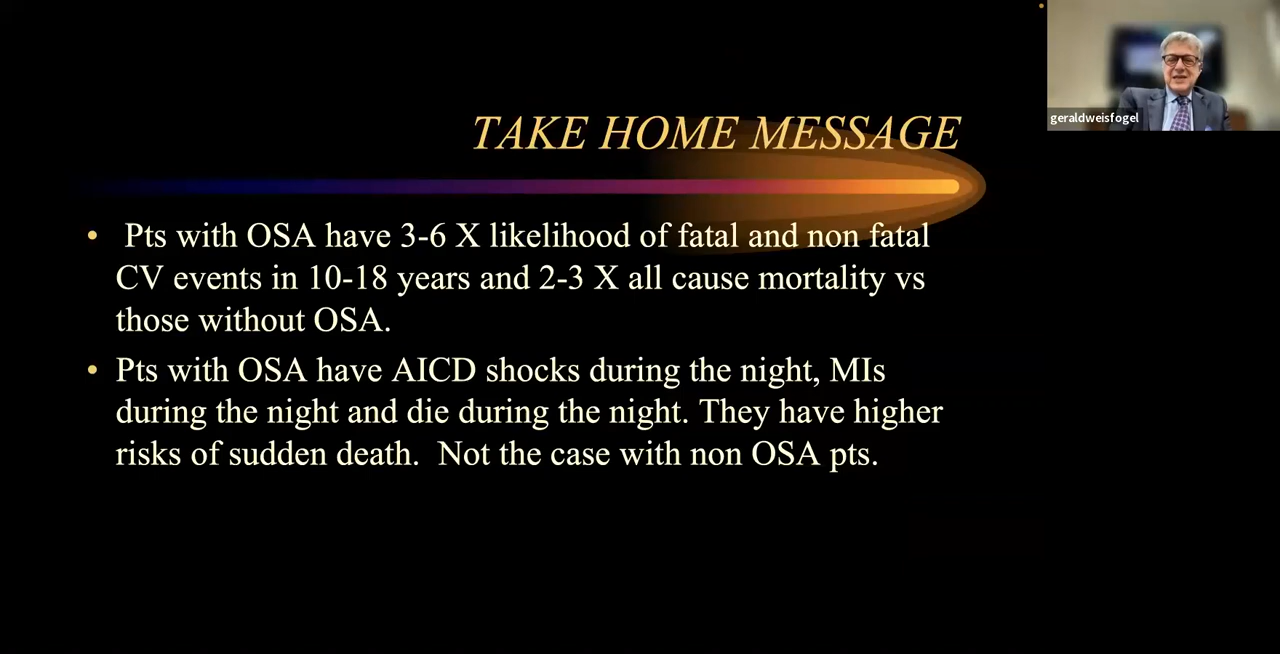 geraldweisfogel
TAKE HOME MESSAGE
• Pts with OSA have 3-6 X likelihood of fatal and non fatal
CV events in 10-18 years and 2-3 X all cause mortality vs
those without OSA.
• Pts with OSA have AICD shocks during the night, MIs
during the night and die during the night. They have higher
risks of sudden death.  Not the case with non OSA pts.